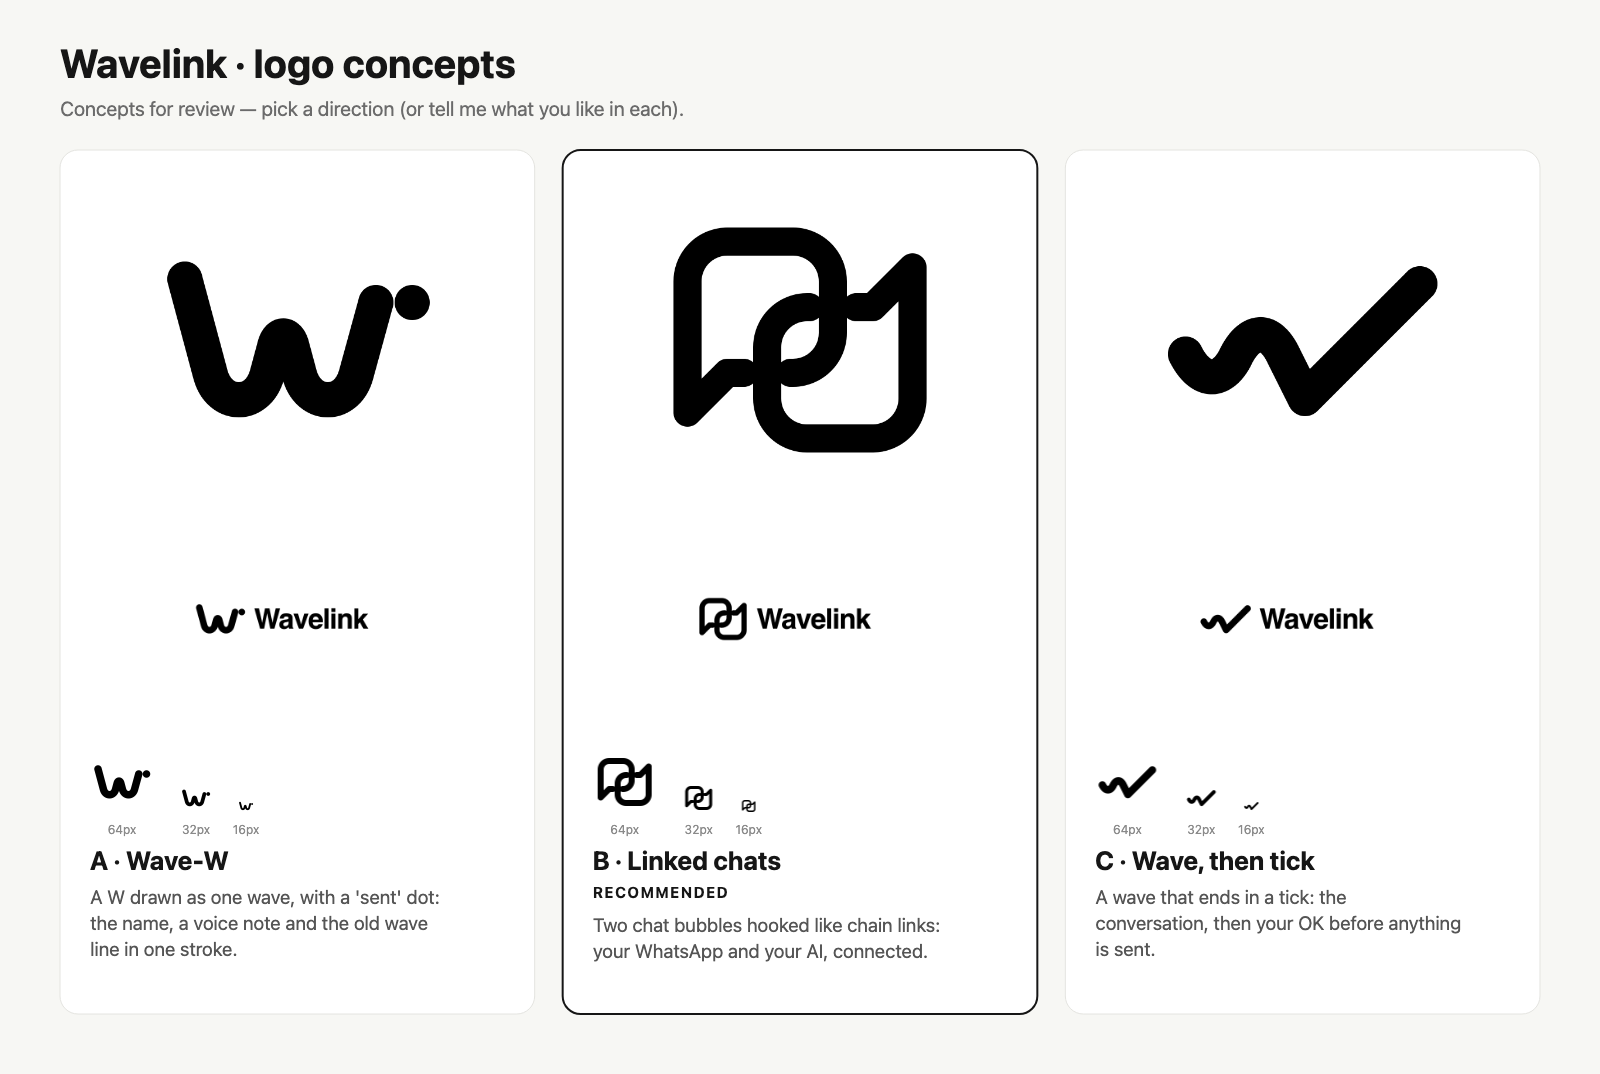 Wavelink · logo concepts
Concepts for review — pick a direction (or tell me what you like in each).
Wavelink
64px 32px 16px
A · Wave-W
A W drawn as one wave, with a 'sent' dot:
the name, a voice note and the old wave
line in one stroke.
Wavelink
64px 32px 16px
B · Linked chats
RECOMMENDED
Two chat bubbles hooked like chain links:
your WhatsApp and your AI, connected.
Wavelink
64px 32px 16px
C · Wave, then tick
A wave that ends in a tick: the
conversation, then your OK before anything
is sent.